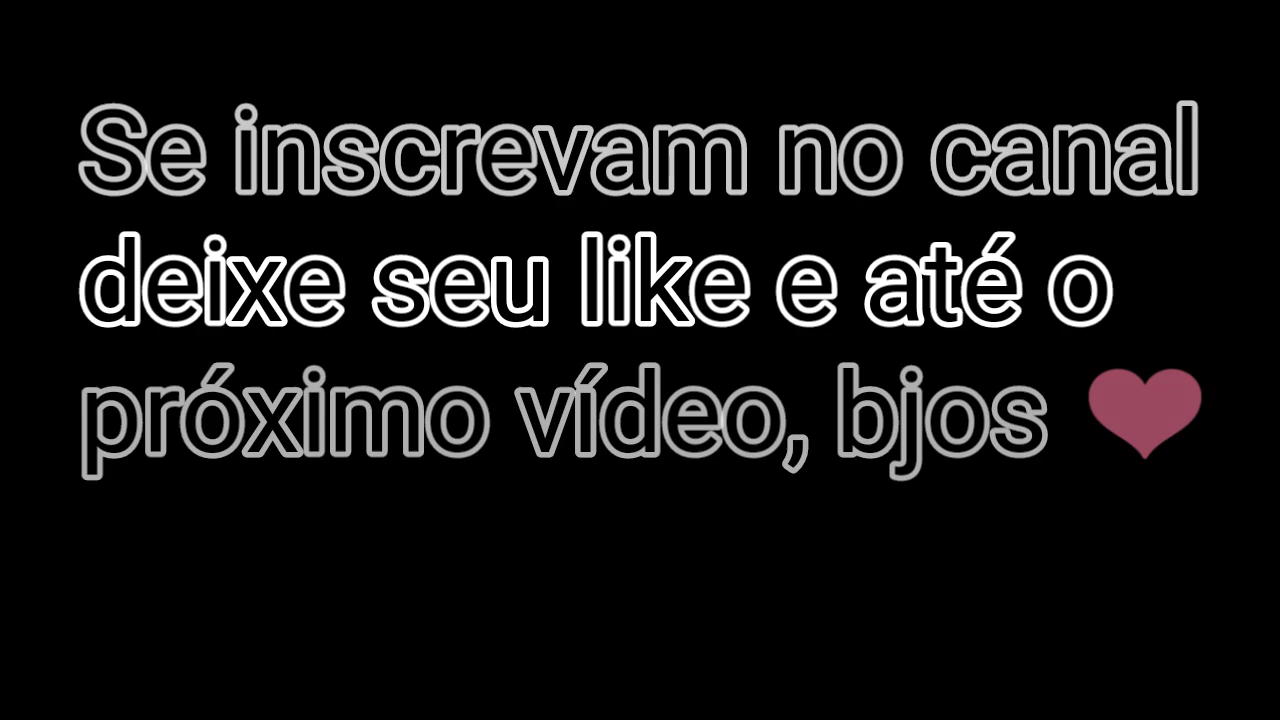 Se inscrevam no canal
deixe seu like e até o
próximo vídeo, bjos ❤